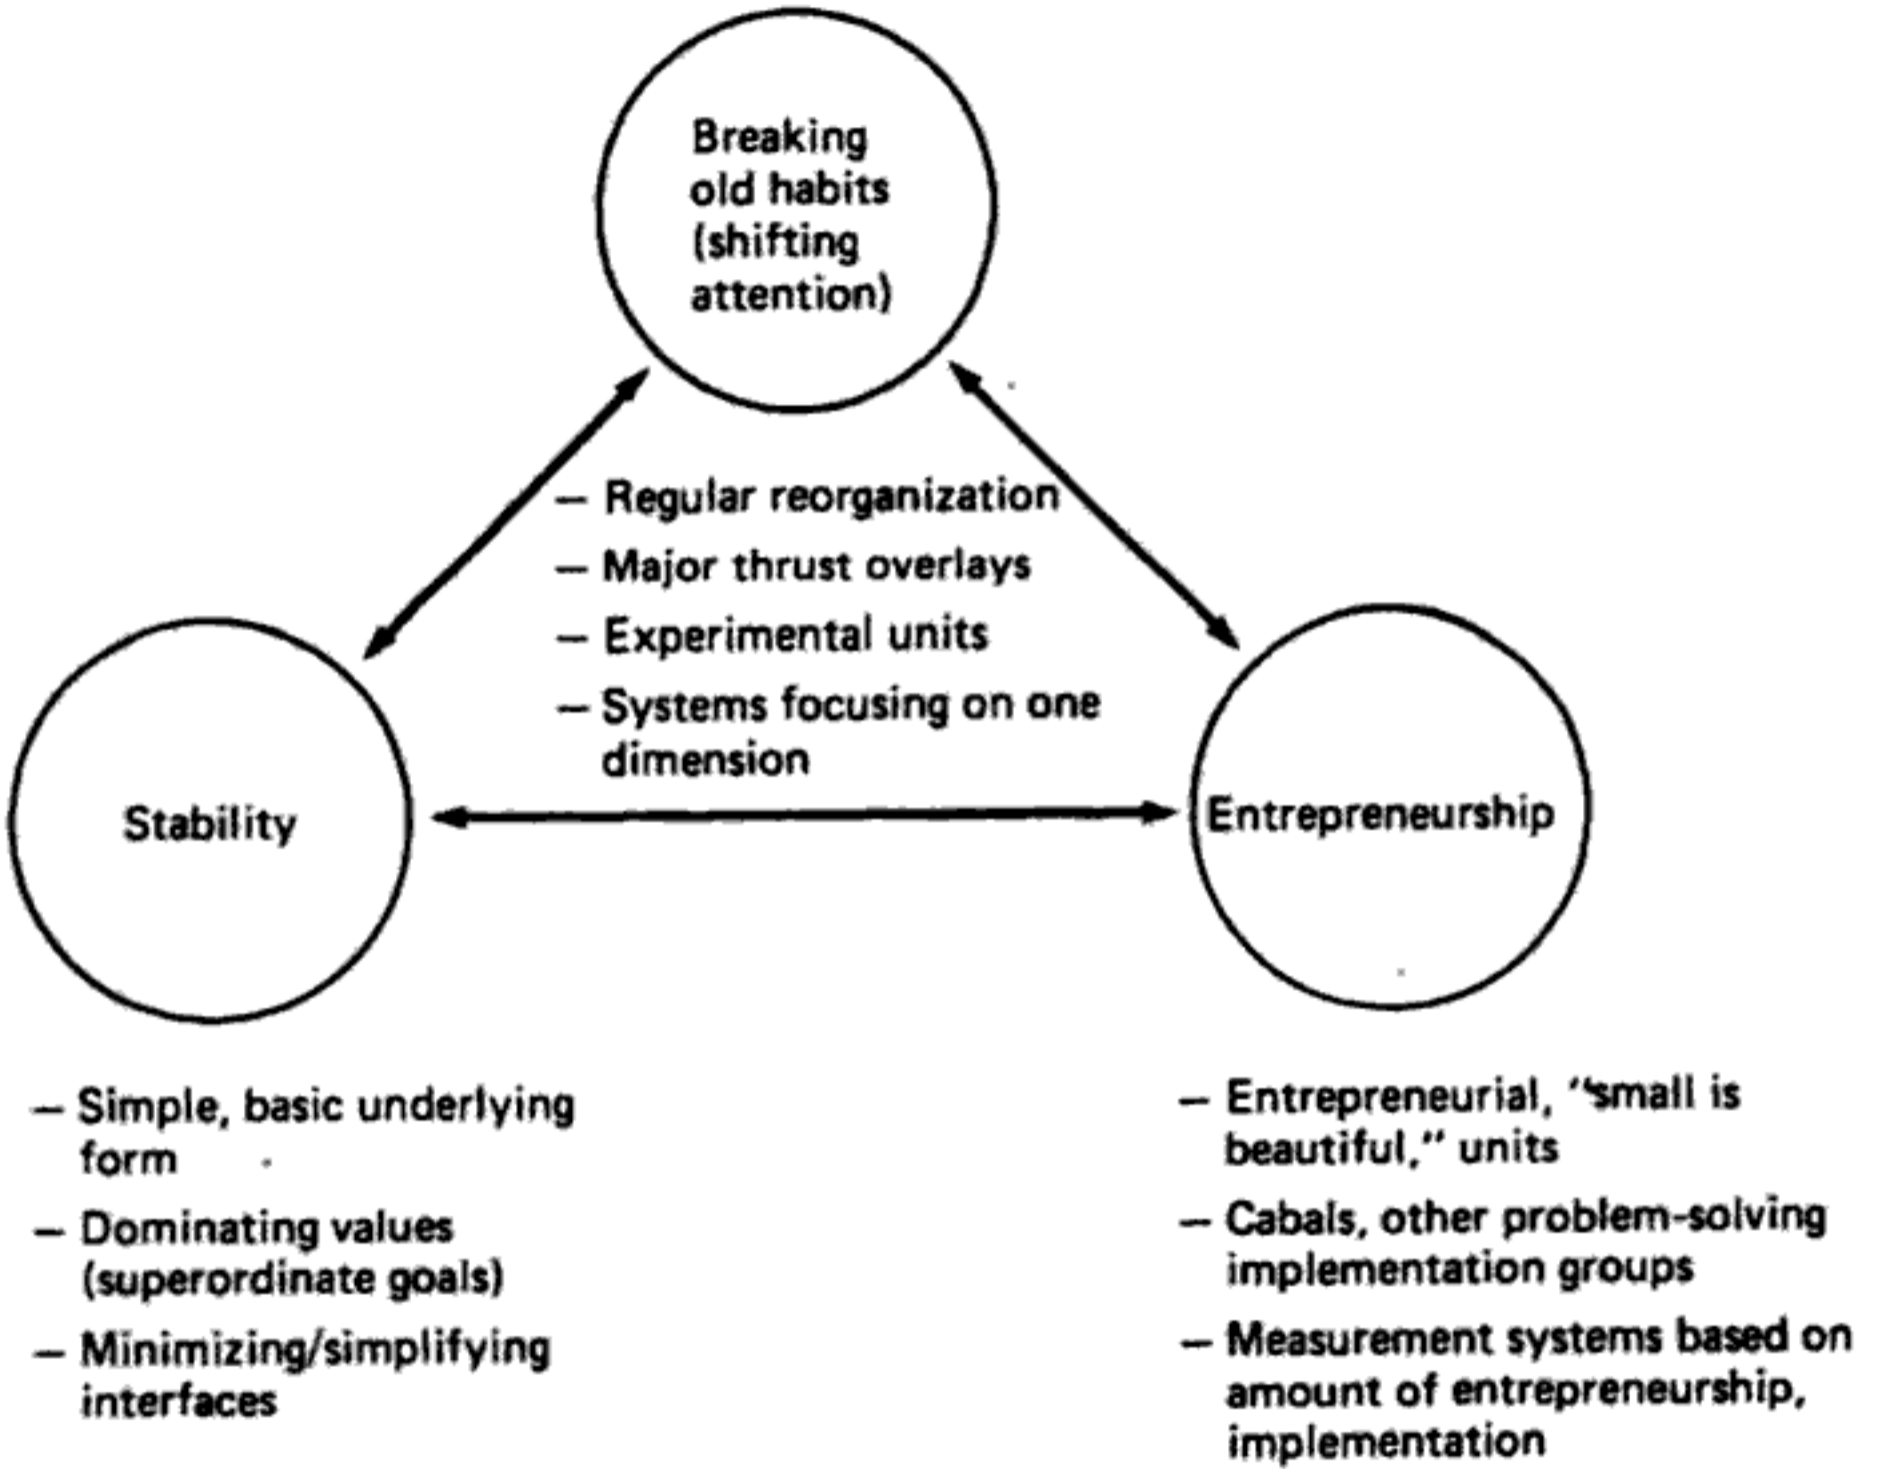 Breaking
old habits
(shifting
attention)
– Regular reorganization
– Major thrust overlays
– Experimental units
– Systems focusing on one
dimension
Stability
Entrepreneurship
– Simple, basic underlying
form
– Dominating values
(superordinate goals)
– Minimizing/simplifying
interfaces
– Entrepreneurial, “small is
beautiful,” units
– Cabals, other problem-solving
implementation groups
– Measurement systems based on
amount of entrepreneurship,
implementation